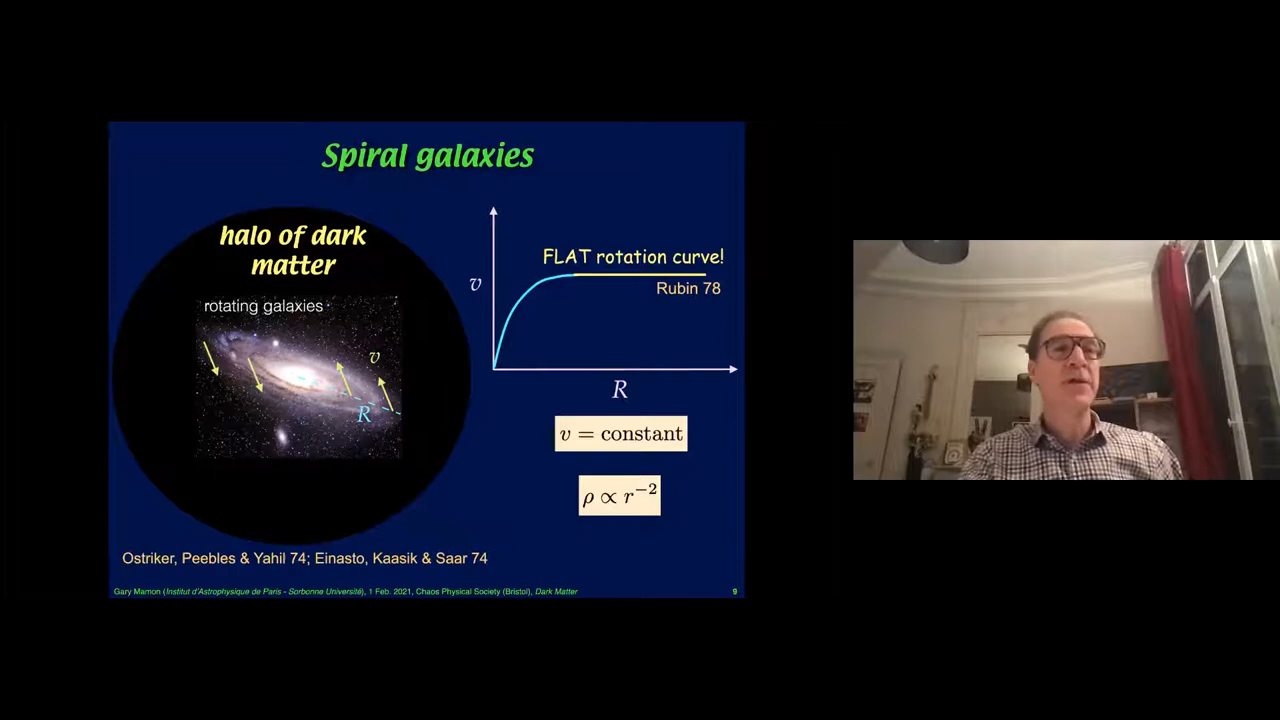 Spiral galaxies
halo of dark
matter
rotating galaxies
v
R
v
FLAT rotation curve!
Rubin 78
R
v = constant
ρ ∝ r⁻²
Ostriker, Peebles & Yahil 74; Einasto, Kaasik & Saar 74
Gary Mamon (Institut d'Astrophysique de Paris - Sorbonne Université), 1 Feb. 2021, Chaos Physical Society (Bristol), Dark Matter
9